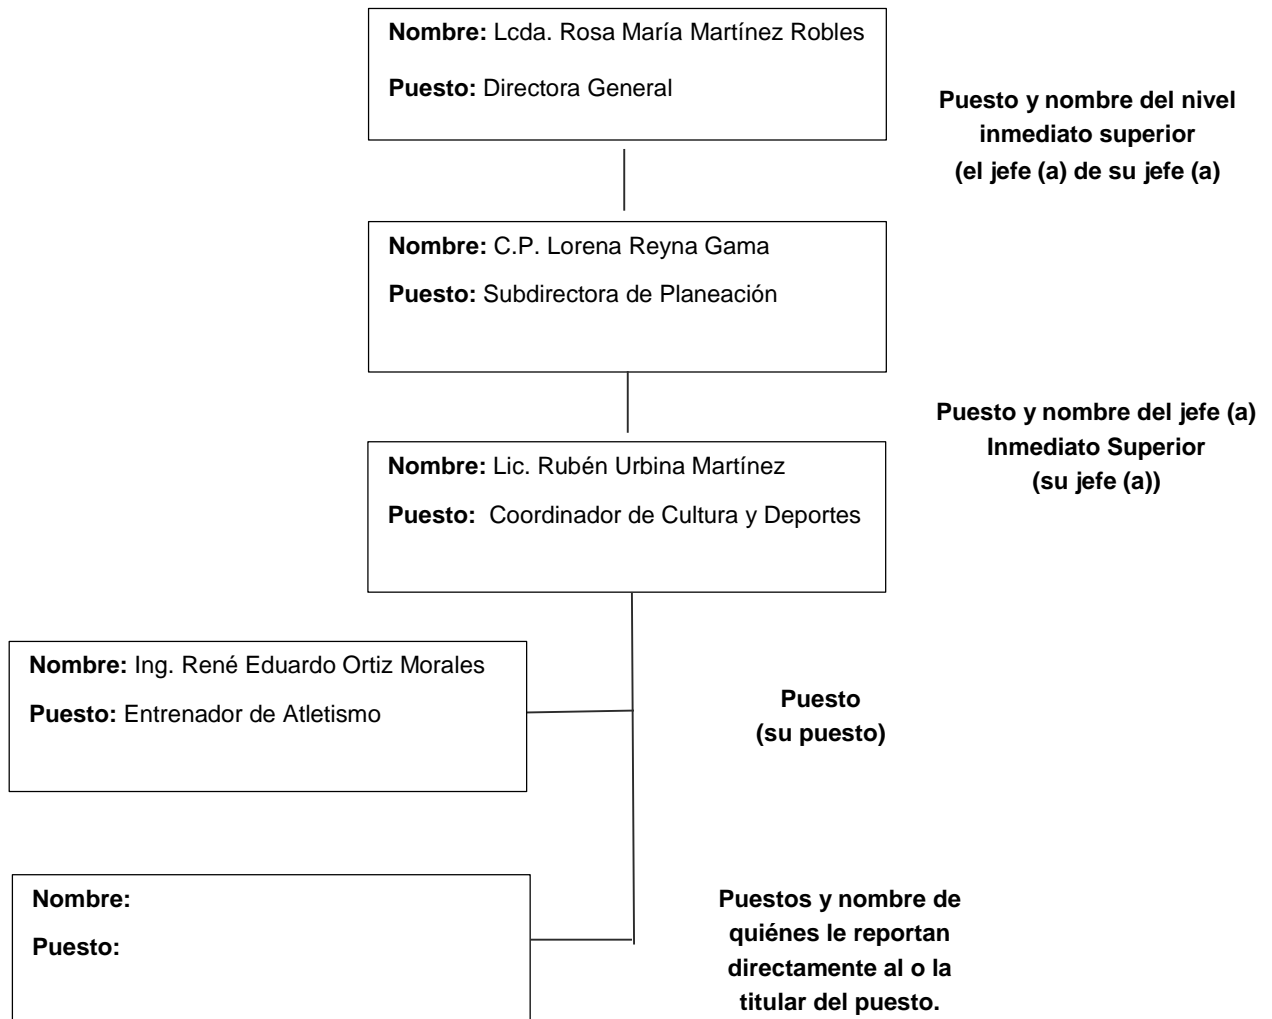 Nombre: Lcda. Rosa María Martínez Robles
Puesto: Directora General
Puesto y nombre del nivel
inmediato superior
(el jefe (a) de su jefe (a)
Nombre: C.P. Lorena Reyna Gama
Puesto: Subdirectora de Planeación
Puesto y nombre del jefe (a)
Inmediato Superior
(su jefe (a))
Nombre: Lic. Rubén Urbina Martínez
Puesto: Coordinador de Cultura y Deportes
Nombre: Ing. René Eduardo Ortiz Morales
Puesto: Entrenador de Atletismo
Puesto
(su puesto)
Nombre:
Puesto:
Puestos y nombre de
quiénes le reportan
directamente al o la
titular del puesto.